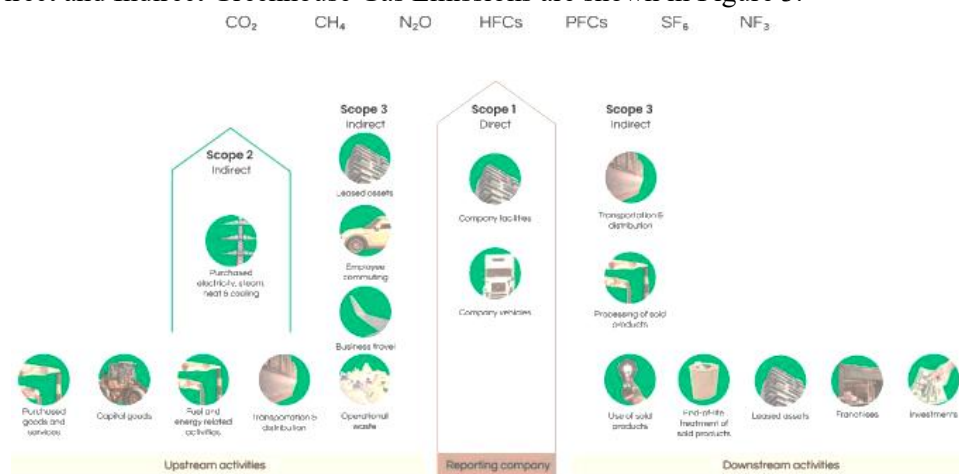 rect and Indirect Greenhouse Gas Emissions are shown in Figure 3.
CO₂ CH₄ N₂O HFCs PFCs SF₆ NF₃
Scope 3
Indirect
Scope 1
Direct
Scope 3
Indirect
Scope 2
Indirect
Leased assets
Company facilities
Transportation &
distribution
Purchased
electricity, steam,
heat & cooling
Employee
commuting
Company vehicles
Processing of sold
products
Business travel
Purchased
goods and
services
Capital goods
Fuel and
energy related
activities
Transportation &
distribution
Operational
waste
Use of sold
products
End-of-life
treatment of
sold products
Leased assets
Franchises
Investments
Upstream activities
Reporting company
Downstream activities